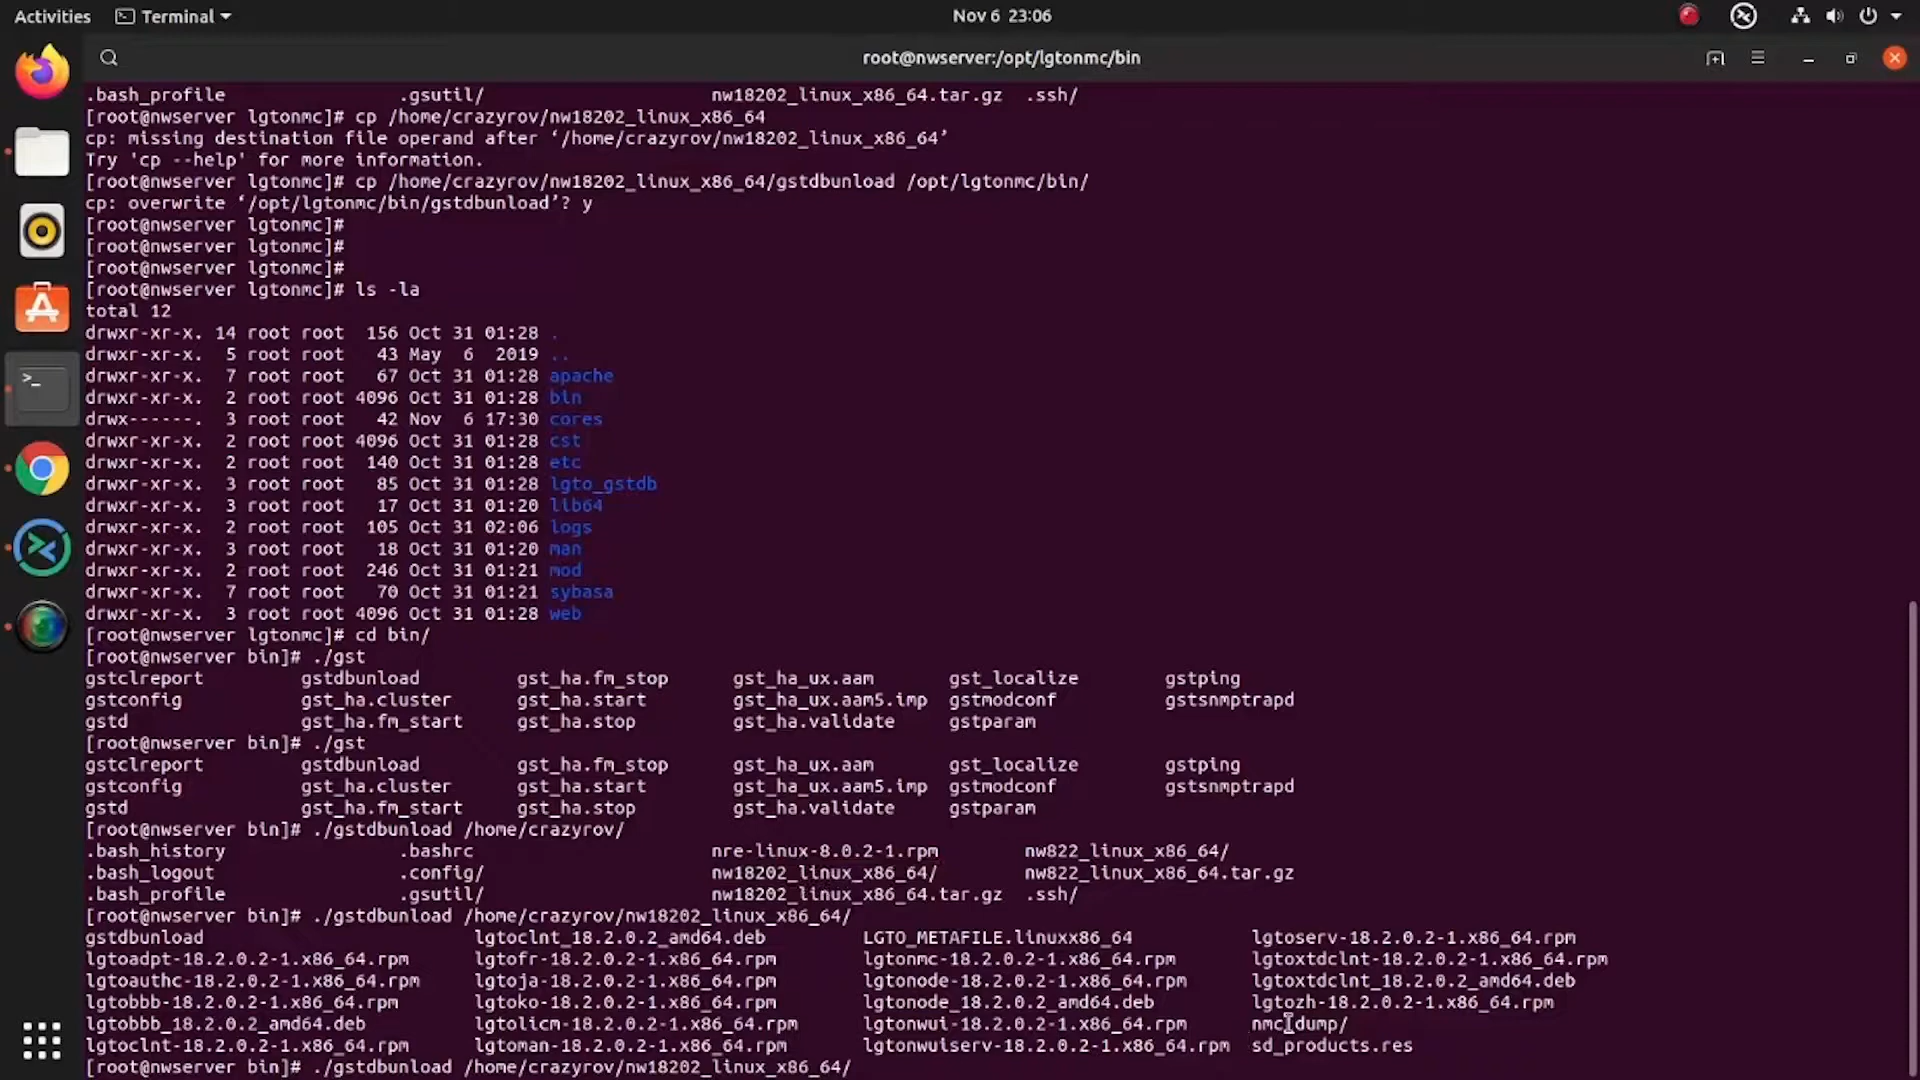 Activities Terminal Nov 6 23:06
root@nwserver:/opt/lgtonmc/bin
.bash_profile .gsutil/ nw18202_linux_x86_64.tar.gz .ssh/
[root@nwserver lgtonmc]# cp /home/crazyrov/nw18202_linux_x86_64
cp: missing destination file operand after ‘/home/crazyrov/nw18202_linux_x86_64’
Try 'cp --help' for more information.
[root@nwserver lgtonmc]# cp /home/crazyrov/nw18202_linux_x86_64/gstdbunload /opt/lgtonmc/bin/
cp: overwrite ‘/opt/lgtonmc/bin/gstdbunload’? y
[root@nwserver lgtonmc]#
[root@nwserver lgtonmc]#
[root@nwserver lgtonmc]#
[root@nwserver lgtonmc]# ls -la
total 12
drwxr-xr-x. 14 root root 156 Oct 31 01:28 .
drwxr-xr-x. 5 root root 43 May 6 2019 ..
drwxr-xr-x. 7 root root 67 Oct 31 01:28 apache
drwxr-xr-x. 2 root root 4096 Oct 31 01:28 bin
drwx------. 3 root root 42 Nov 6 17:30 cores
drwxr-xr-x. 2 root root 4096 Oct 31 01:28 cst
drwxr-xr-x. 2 root root 140 Oct 31 01:28 etc
drwxr-xr-x. 3 root root 85 Oct 31 01:28 lgto_gstdb
drwxr-xr-x. 3 root root 17 Oct 31 01:20 lib64
drwxr-xr-x. 2 root root 105 Oct 31 02:06 logs
drwxr-xr-x. 3 root root 18 Oct 31 01:20 man
drwxr-xr-x. 2 root root 246 Oct 31 01:21 mod
drwxr-xr-x. 7 root root 70 Oct 31 01:21 sybasa
drwxr-xr-x. 3 root root 4096 Oct 31 01:28 web
[root@nwserver lgtonmc]# cd bin/
[root@nwserver bin]# ./gst
gstclreport gstdbunload gst_ha.fm_stop gst_ha_ux.aam gst_localize gstping
gstconfig gst_ha.cluster gst_ha.start gst_ha_ux.aam5.imp gstmodconf gstsnmptrapd
gstd gst_ha.fm_start gst_ha.stop gst_ha.validate gstparam
[root@nwserver bin]# ./gst
gstclreport gstdbunload gst_ha.fm_stop gst_ha_ux.aam gst_localize gstping
gstconfig gst_ha.cluster gst_ha.start gst_ha_ux.aam5.imp gstmodconf gstsnmptrapd
gstd gst_ha.fm_start gst_ha.stop gst_ha.validate gstparam
[root@nwserver bin]# ./gstdbunload /home/crazyrov/
.bash_history .bashrc nre-linux-8.0.2-1.rpm nw822_linux_x86_64/
.bash_logout .config/ nw18202_linux_x86_64/ nw822_linux_x86_64.tar.gz
.bash_profile .gsutil/ nw18202_linux_x86_64.tar.gz .ssh/
[root@nwserver bin]# ./gstdbunload /home/crazyrov/nw18202_linux_x86_64/
gstdbunload lgtoclnt_18.2.0.2_amd64.deb LGTO_METAFILE.linuxx86_64 lgtoserv-18.2.0.2-1.x86_64.rpm
lgtoadpt-18.2.0.2-1.x86_64.rpm lgtofr-18.2.0.2-1.x86_64.rpm lgtonmc-18.2.0.2-1.x86_64.rpm lgtoxtdclnt-18.2.0.2-1.x86_64.rpm
lgtoauthc-18.2.0.2-1.x86_64.rpm lgtoja-18.2.0.2-1.x86_64.rpm lgtonode-18.2.0.2-1.x86_64.rpm lgtoxtdclnt_18.2.0.2_amd64.deb
lgtobbb-18.2.0.2-1.x86_64.rpm lgtoko-18.2.0.2-1.x86_64.rpm lgtonode_18.2.0.2_amd64.deb lgtozh-18.2.0.2-1.x86_64.rpm
lgtobbb_18.2.0.2_amd64.deb lgtolicm-18.2.0.2-1.x86_64.rpm lgtonwui-18.2.0.2-1.x86_64.rpm nmc_dump/
lgtoclnt-18.2.0.2-1.x86_64.rpm lgtoman-18.2.0.2-1.x86_64.rpm lgtonwuiserv-18.2.0.2-1.x86_64.rpm sd_products.res
[root@nwserver bin]# ./gstdbunload /home/crazyrov/nw18202_linux_x86_64/